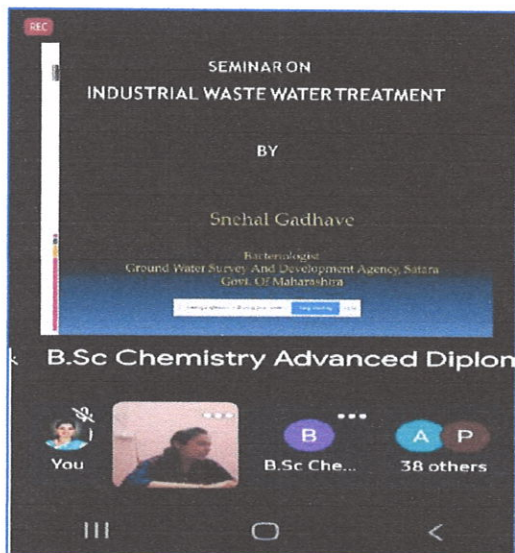 REC
SEMINAR ON
INDUSTRIAL WASTE WATER TREATMENT
BY
Snehal Gadhave
Bacteriologist
Ground Water Survey And Development Agency, Satara
Govt. Of Maharashtra
B.Sc Chemistry Advanced Diplom
You
B
B.Sc Che...
A P
38 others